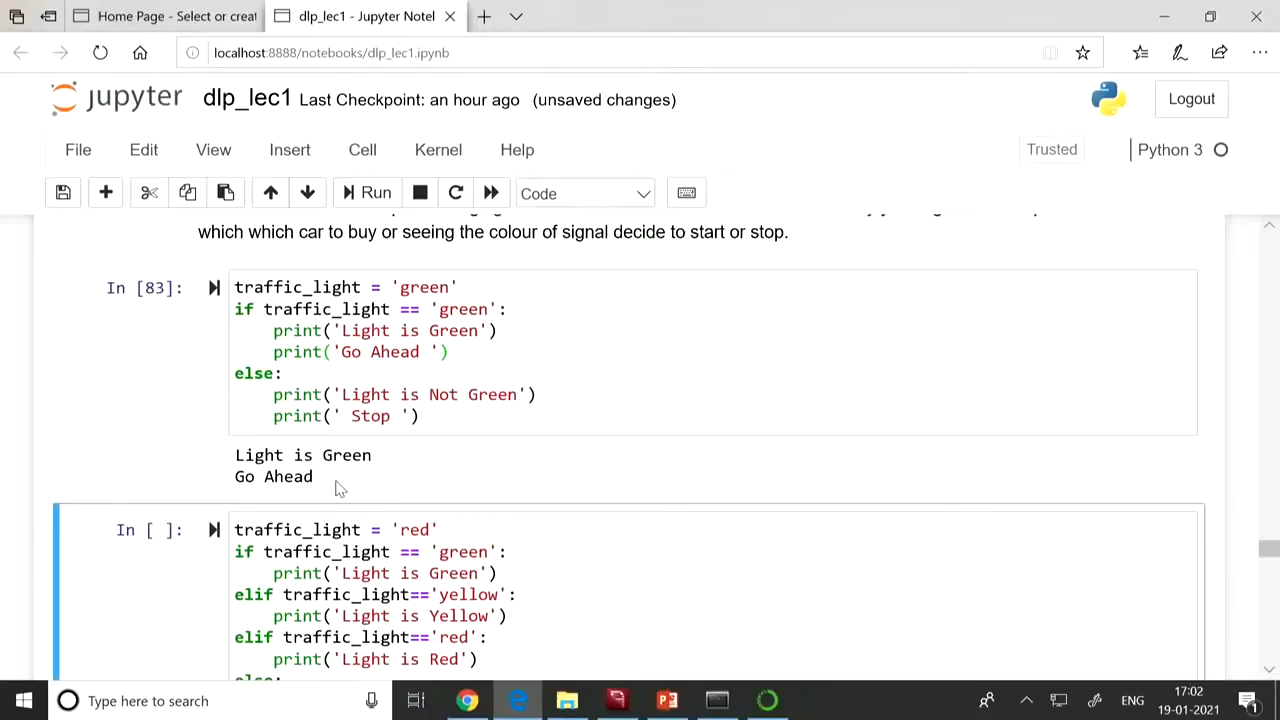 Home Page - Select or creat
dlp_lec1 - Jupyter Notel
localhost:8888/notebooks/dlp_lec1.ipynb
jupyter dlp_lec1 Last Checkpoint: an hour ago (unsaved changes)
Logout
File Edit View Insert Cell Kernel Help
Trusted Python 3
Run Code
which which car to buy or seeing the colour of signal decide to start or stop.
In [83]: traffic_light = 'green'
if traffic_light == 'green':
    print('Light is Green')
    print('Go Ahead ')
else:
    print('Light is Not Green')
    print(' Stop ')
Light is Green
Go Ahead
In [ ]: traffic_light = 'red'
if traffic_light == 'green':
    print('Light is Green')
elif traffic_light=='yellow':
    print('Light is Yellow')
elif traffic_light=='red':
    print('Light is Red')
else:
Type here to search
ENG
17:02
19-01-2021
1